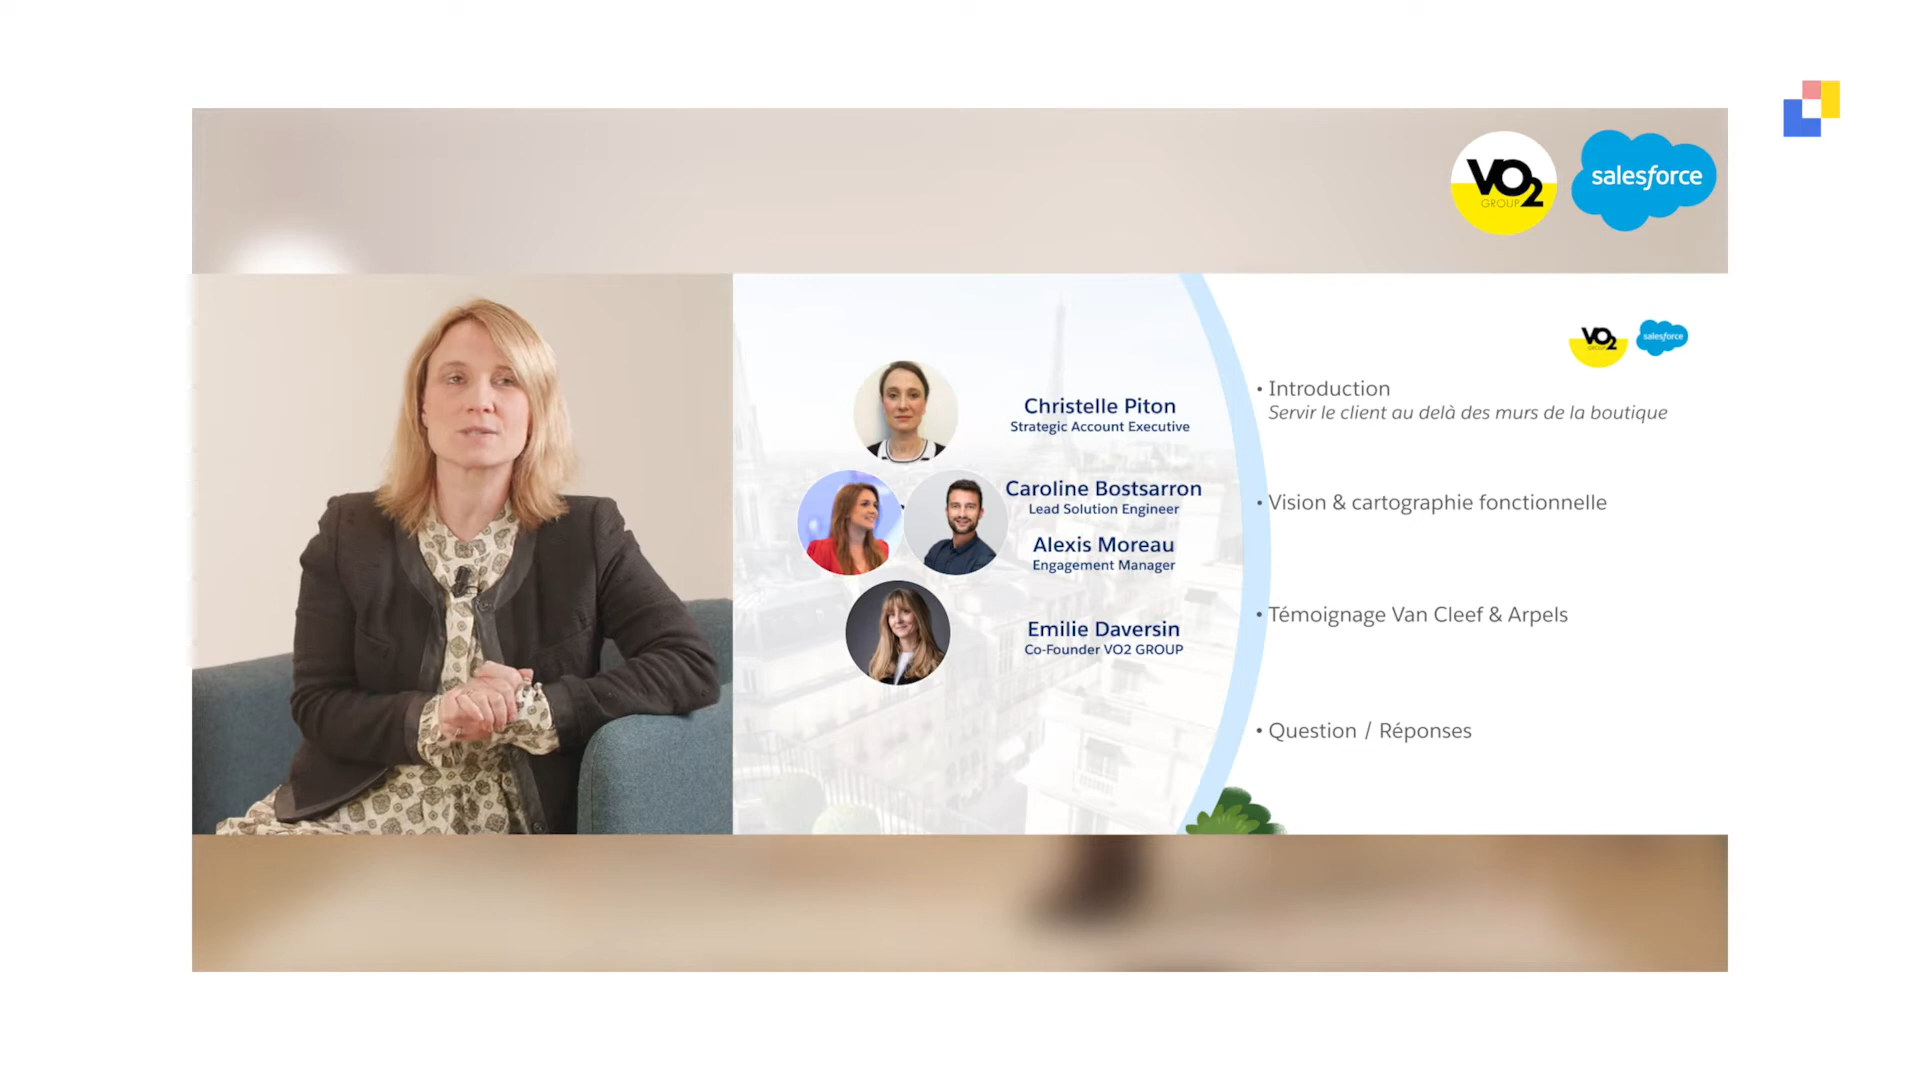 VO2
GROUP
salesforce
VO2
salesforce
Christelle Piton
Strategic Account Executive
Caroline Bostsarron
Lead Solution Engineer
Alexis Moreau
Engagement Manager
Emilie Daversin
Co-Founder VO2 GROUP
• Introduction
Servir le client au delà des murs de la boutique
• Vision & cartographie fonctionnelle
• Témoignage Van Cleef & Arpels
• Question / Réponses